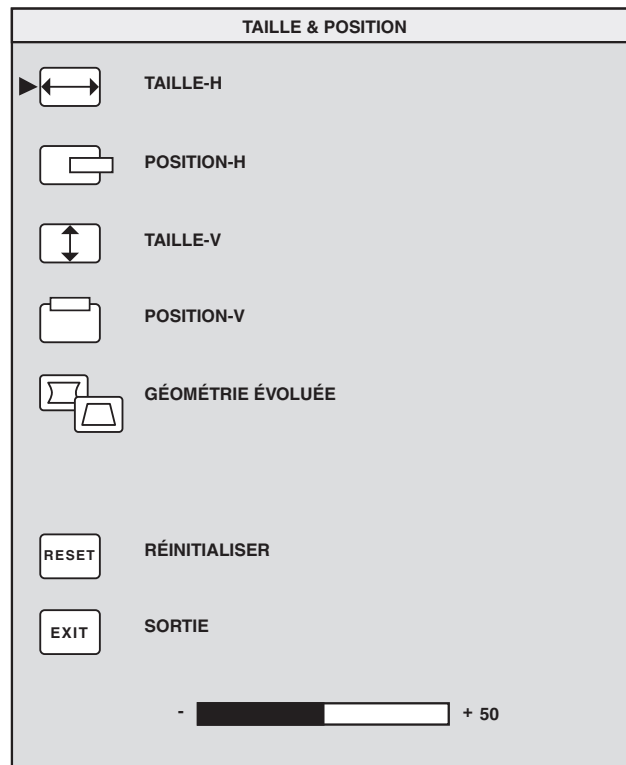 TAILLE & POSITION
TAILLE-H
POSITION-H
TAILLE-V
POSITION-V
GÉOMÉTRIE ÉVOLUÉE
RESET RÉINITIALISER
EXIT SORTIE
- + 50